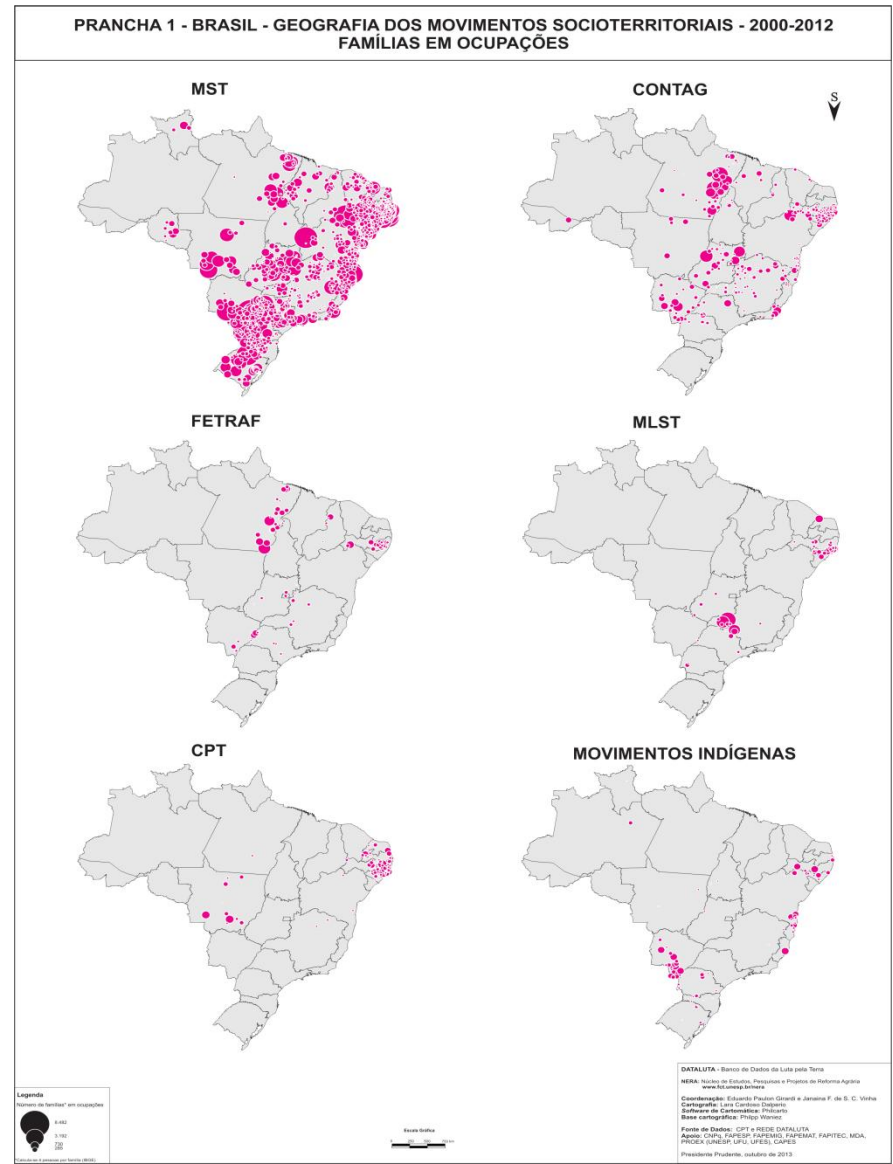 PRANCHA 1 - BRASIL - GEOGRAFIA DOS MOVIMENTOS SOCIOTERRITORIAIS - 2000-2012
FAMÍLIAS EM OCUPAÇÕES
MST
CONTAG
S
FETRAF
MLST
CPT
MOVIMENTOS INDÍGENAS
Legenda
Número de famílias* em ocupações
3.192
730
DATALUTA - Banco de Dados da Luta pela Terra
NERA: Núcleo de Estudos, Pesquisas e Projetos de Reforma Agrária
www.fct.unesp.br/nera
Coordenação: Eduardo Paulon Girardi e Janaina F. de S. C. Vinha
Cartografia: Lara Cardoso Dalperio
Software de Cartomática: Philcarto
Base cartográfica: Philipp Waniez
Fonte de Dados: CPT e REDE DATALUTA
Apoio: CNPq, FAPESP, FAPEMIG, FAPEMAT, FAPITEC, MDA,
PROEX (UNESP, UFU, UFES), CAPES
Presidente Prudente, outubro de 2013
Escala Gráfica